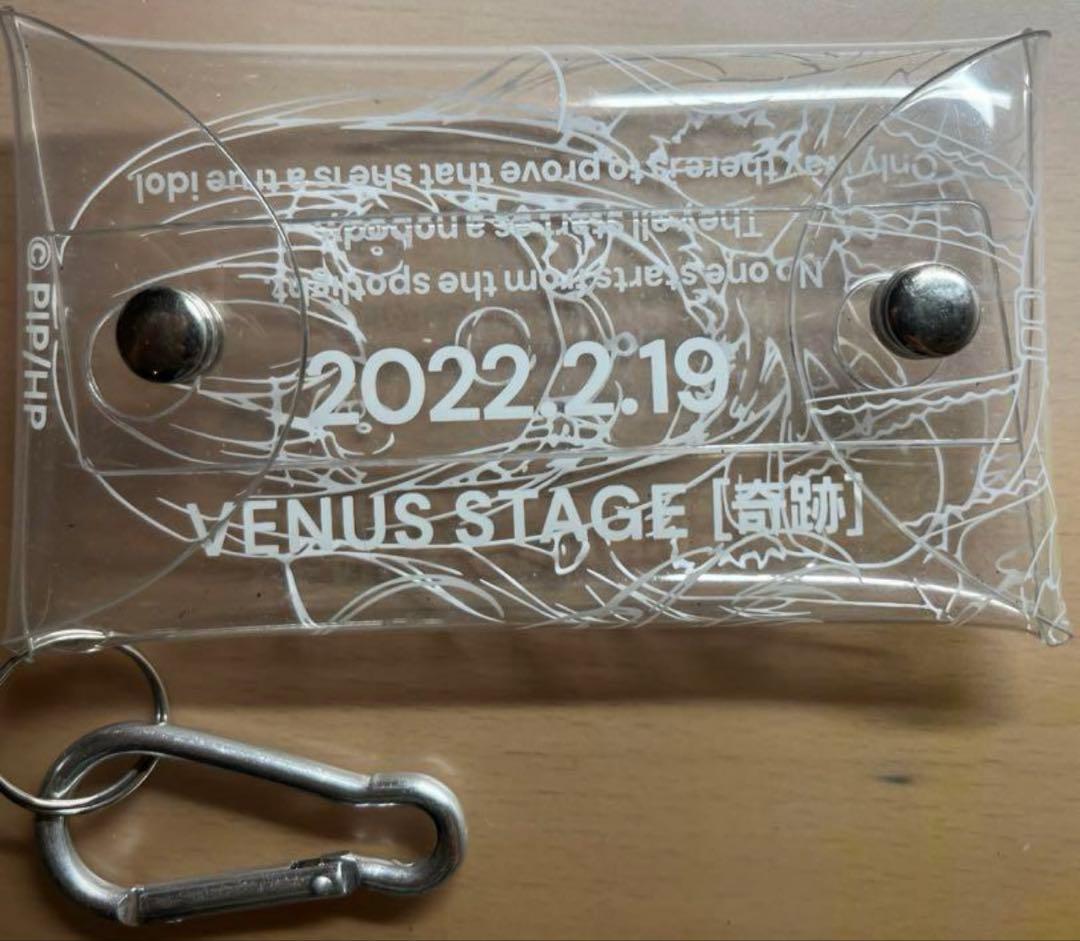 Only way there is to prove that she is a true idol
They all start as a nobody.
No one starts from the spotlight.
© PIP/HP
2022.2.19
VENUS STAGE [奇跡]